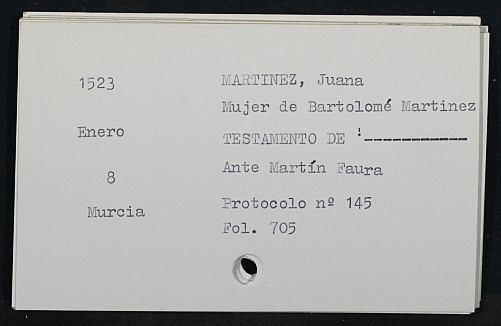 1523
MARTINEZ, Juana
Mujer de Bartolomé Martinez
Enero
TESTAMENTO DE !-----------
8
Ante Martín Faura
Murcia
Protocolo nº 145
Fol. 705